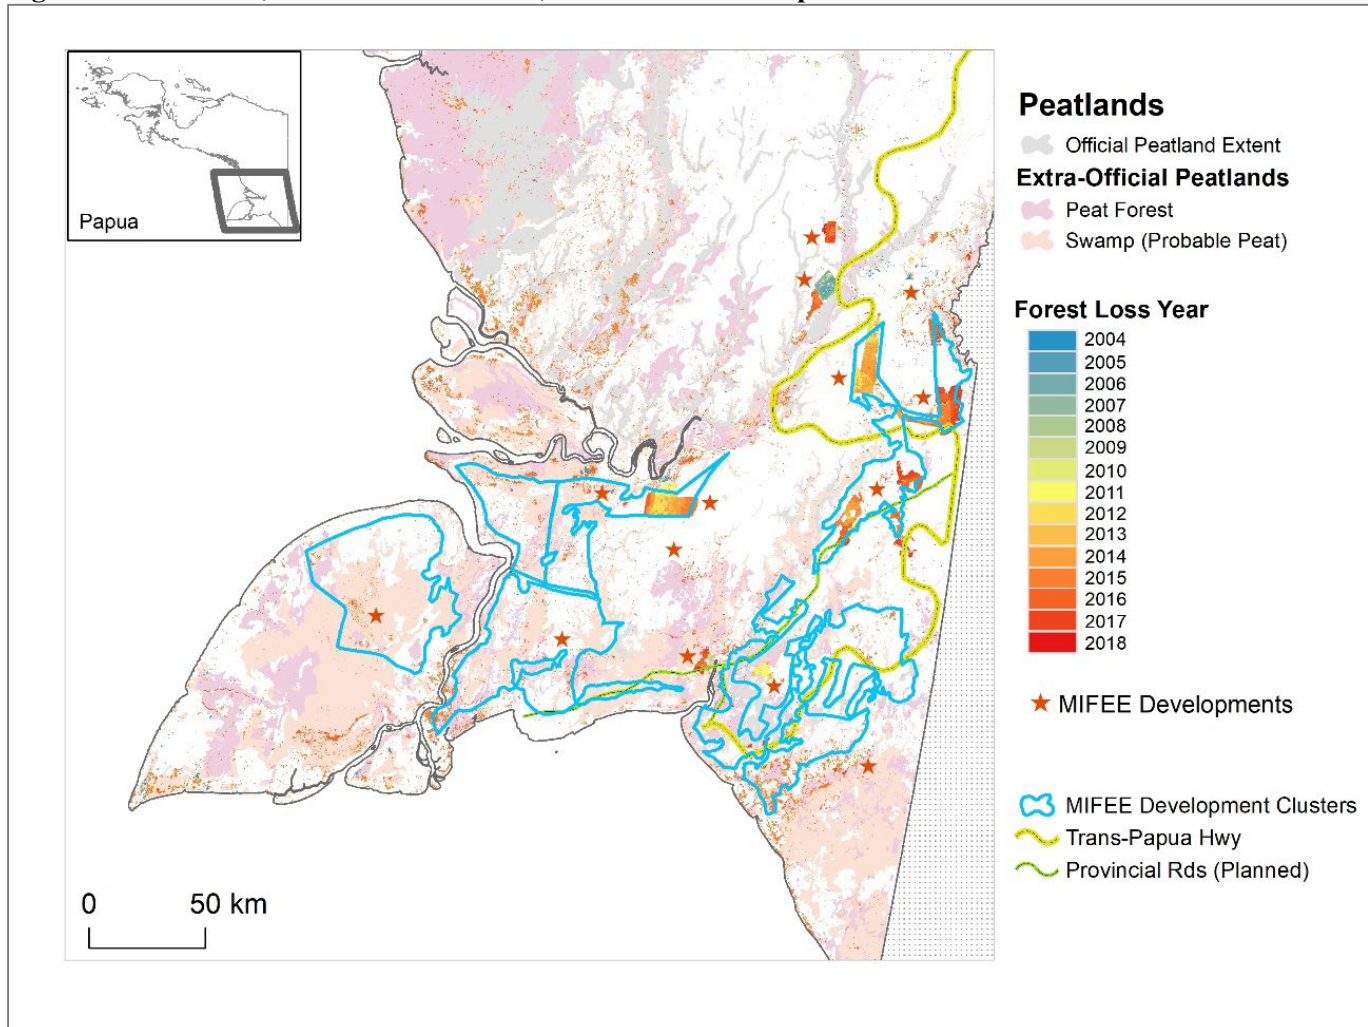 Papua
0 50 km
Peatlands
Official Peatland Extent
Extra-Official Peatlands
Peat Forest
Swamp (Probable Peat)
Forest Loss Year
2004
2005
2006
2007
2008
2009
2010
2011
2012
2013
2014
2015
2016
2017
2018
MIFEE Developments
MIFEE Development Clusters
Trans-Papua Hwy
Provincial Rds (Planned)